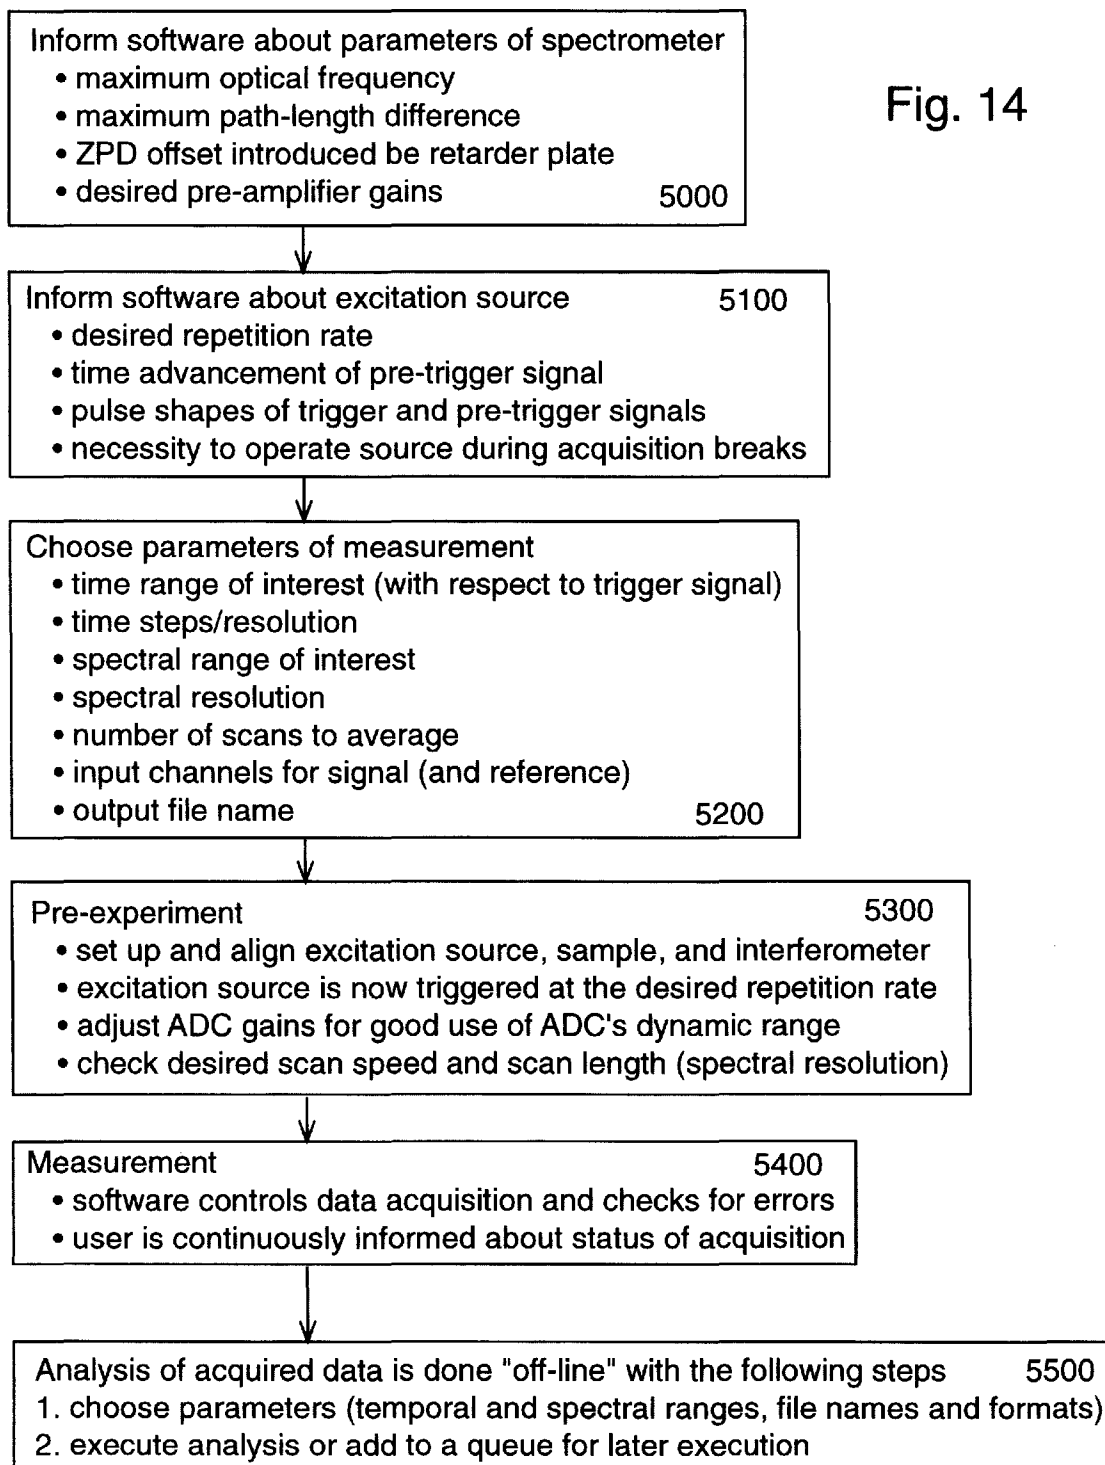 Fig. 14
Inform software about parameters of spectrometer
• maximum optical frequency
• maximum path-length difference
• ZPD offset introduced be retarder plate
• desired pre-amplifier gains 5000
Inform software about excitation source 5100
• desired repetition rate
• time advancement of pre-trigger signal
• pulse shapes of trigger and pre-trigger signals
• necessity to operate source during acquisition breaks
Choose parameters of measurement
• time range of interest (with respect to trigger signal)
• time steps/resolution
• spectral range of interest
• spectral resolution
• number of scans to average
• input channels for signal (and reference)
• output file name 5200
Pre-experiment 5300
• set up and align excitation source, sample, and interferometer
• excitation source is now triggered at the desired repetition rate
• adjust ADC gains for good use of ADC's dynamic range
• check desired scan speed and scan length (spectral resolution)
Measurement 5400
• software controls data acquisition and checks for errors
• user is continuously informed about status of acquisition
Analysis of acquired data is done "off-line" with the following steps 5500
1. choose parameters (temporal and spectral ranges, file names and formats)
2. execute analysis or add to a queue for later execution